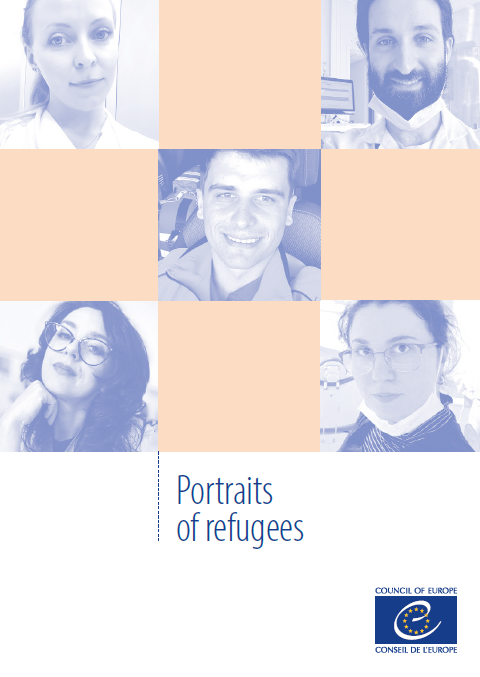 Portraits
of refugees
COUNCIL OF EUROPE
CONSEIL DE L'EUROPE